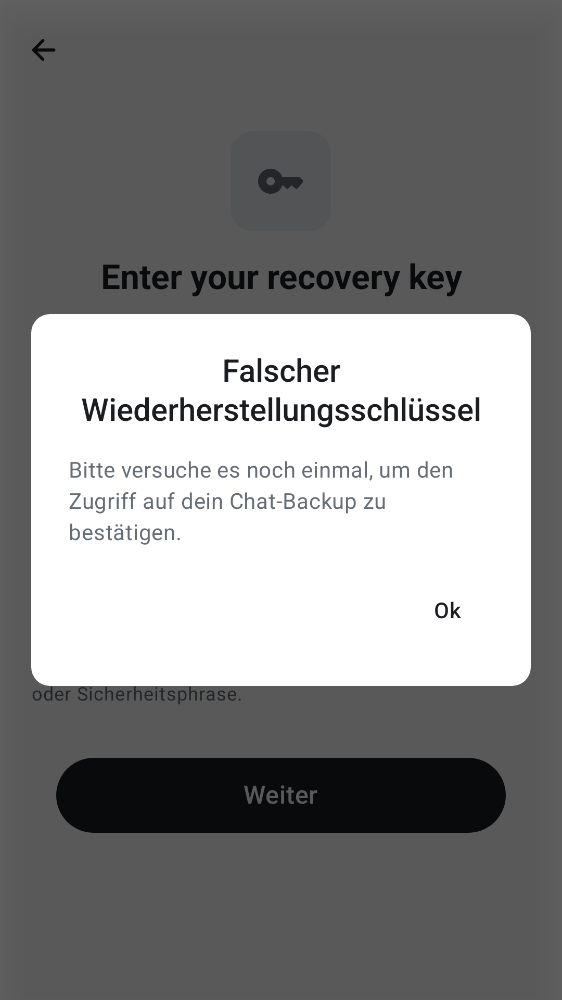 Enter your recovery key
Falscher
Wiederherstellungsschlüssel
Bitte versuche es noch einmal, um den
Zugriff auf dein Chat-Backup zu
bestätigen.
Ok
oder Sicherheitsphrase.
Weiter